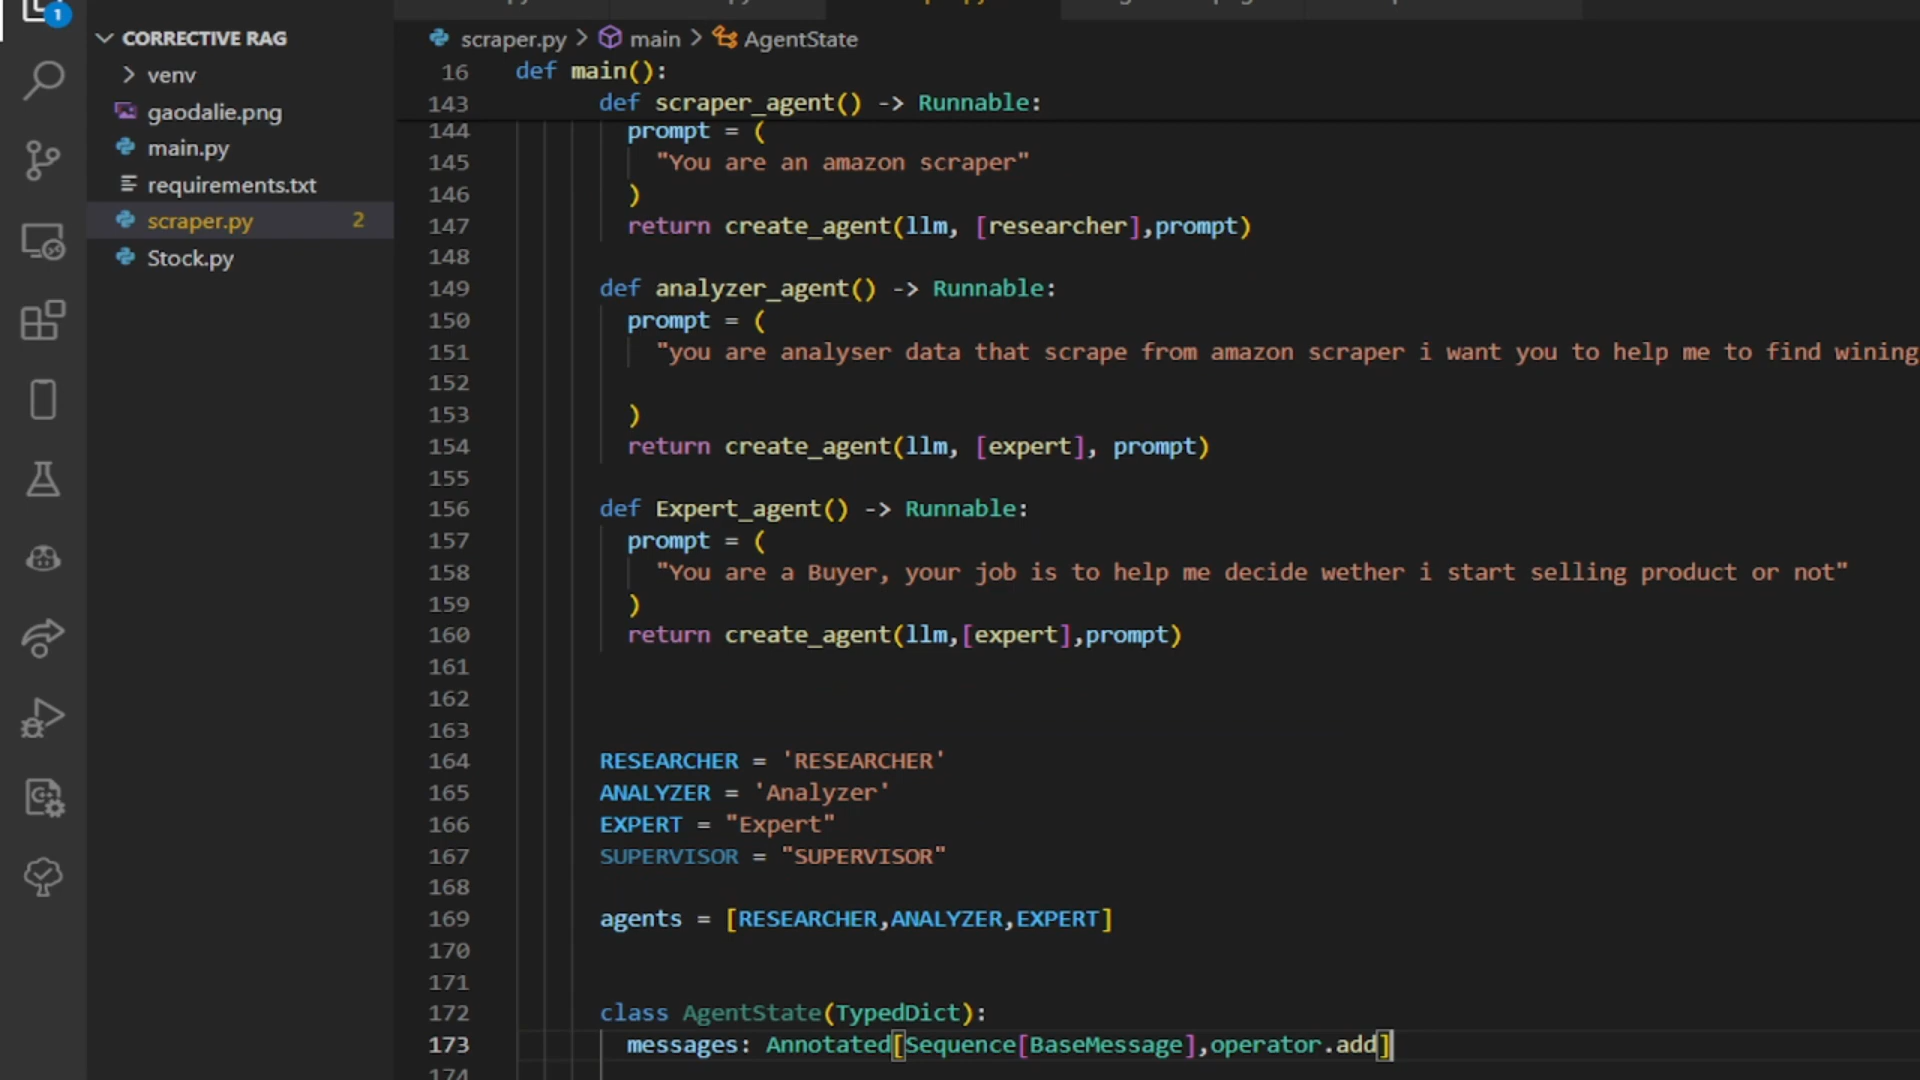 1
CORRECTIVE RAG
venv
gaodalie.png
main.py
requirements.txt
scraper.py 2
Stock.py
scraper.py > main > AgentState
16 def main():
143 def scraper_agent() -> Runnable:
144 prompt = (
145 "You are an amazon scraper"
146 )
147 return create_agent(llm, [researcher],prompt)
148
149 def analyzer_agent() -> Runnable:
150 prompt = (
151 "you are analyser data that scrape from amazon scraper i want you to help me to find wining
152
153 )
154 return create_agent(llm, [expert], prompt)
155
156 def Expert_agent() -> Runnable:
157 prompt = (
158 "You are a Buyer, your job is to help me decide wether i start selling product or not"
159 )
160 return create_agent(llm,[expert],prompt)
161
162
163
164 RESEARCHER = 'RESEARCHER'
165 ANALYZER = 'Analyzer'
166 EXPERT = "Expert"
167 SUPERVISOR = "SUPERVISOR"
168
169 agents = [RESEARCHER,ANALYZER,EXPERT]
170
171
172 class AgentState(TypedDict):
173 messages: Annotated[Sequence[BaseMessage],operator.add]
174